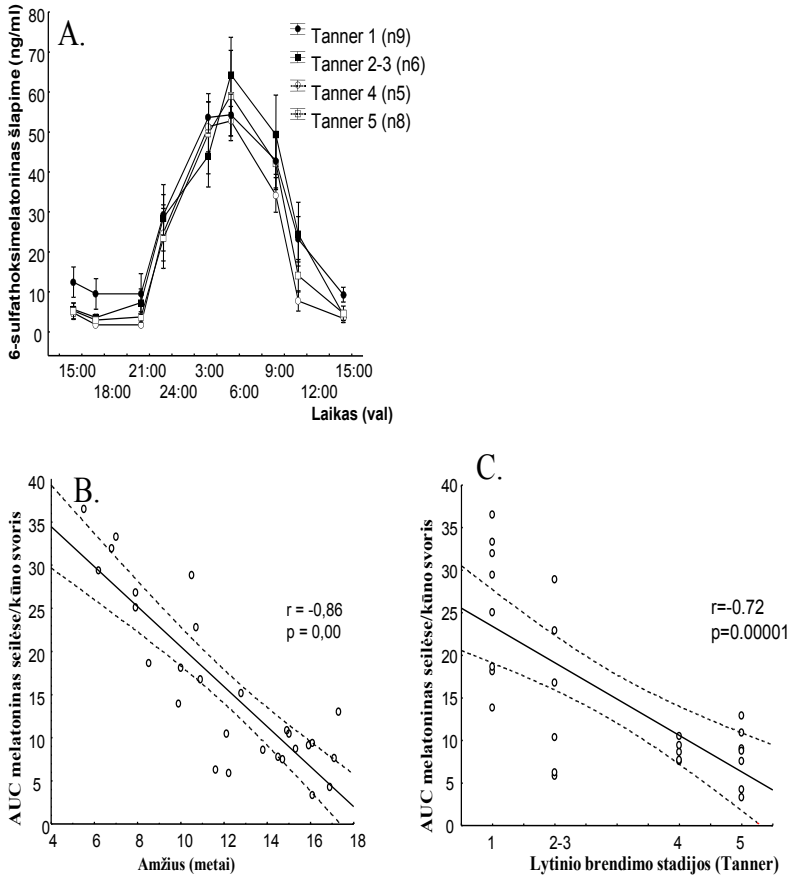 A.
6-sulfathoksimelatoninas šlapime (ng/ml)
80
70
60
50
40
30
20
10
0
Tanner 1 (n9)
Tanner 2-3 (n6)
Tanner 4 (n5)
Tanner 5 (n8)
15:00 21:00 3:00 9:00 15:00
18:00 24:00 6:00 12:00
Laikas (val)
B.
AUC melatoninas seilėse/kūno svoris
40
35
30
25
20
15
10
5
0
r = -0,86
p = 0,00
4 6 8 10 12 14 16 18
Amžius (metai)
C.
AUC melatoninas seilėse/kūno svoris
40
35
30
25
20
15
10
5
0
r=-0.72
p=0.00001
1 2-3 4 5
Lytinio brendimo stadijos (Tanner)